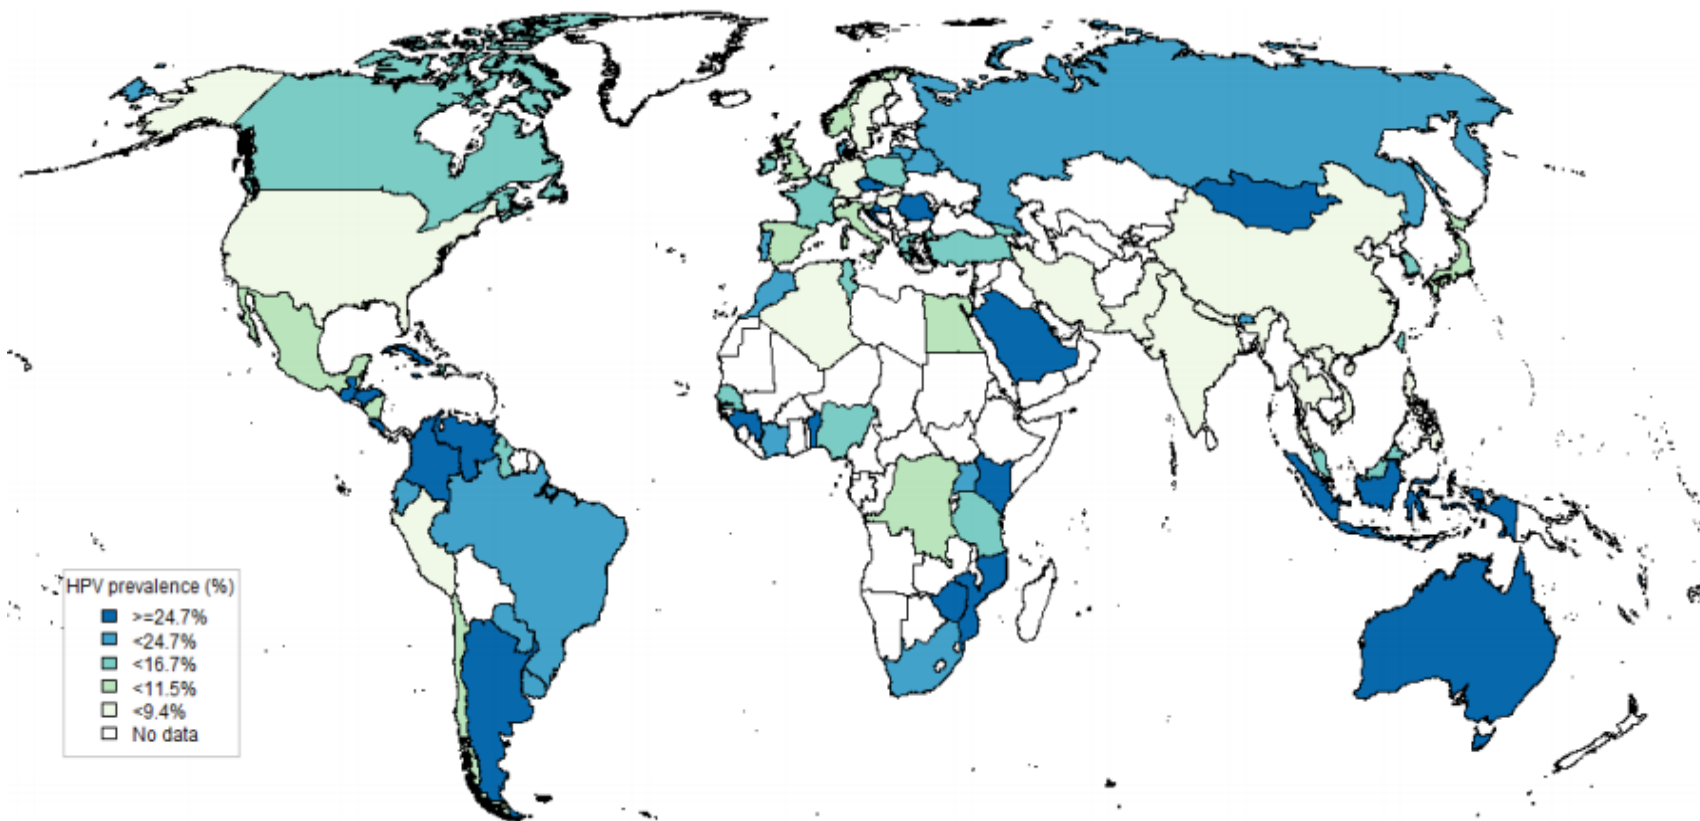 HPV prevalence (%)
>=24.7%
<24.7%
<16.7%
<11.5%
<9.4%
No data